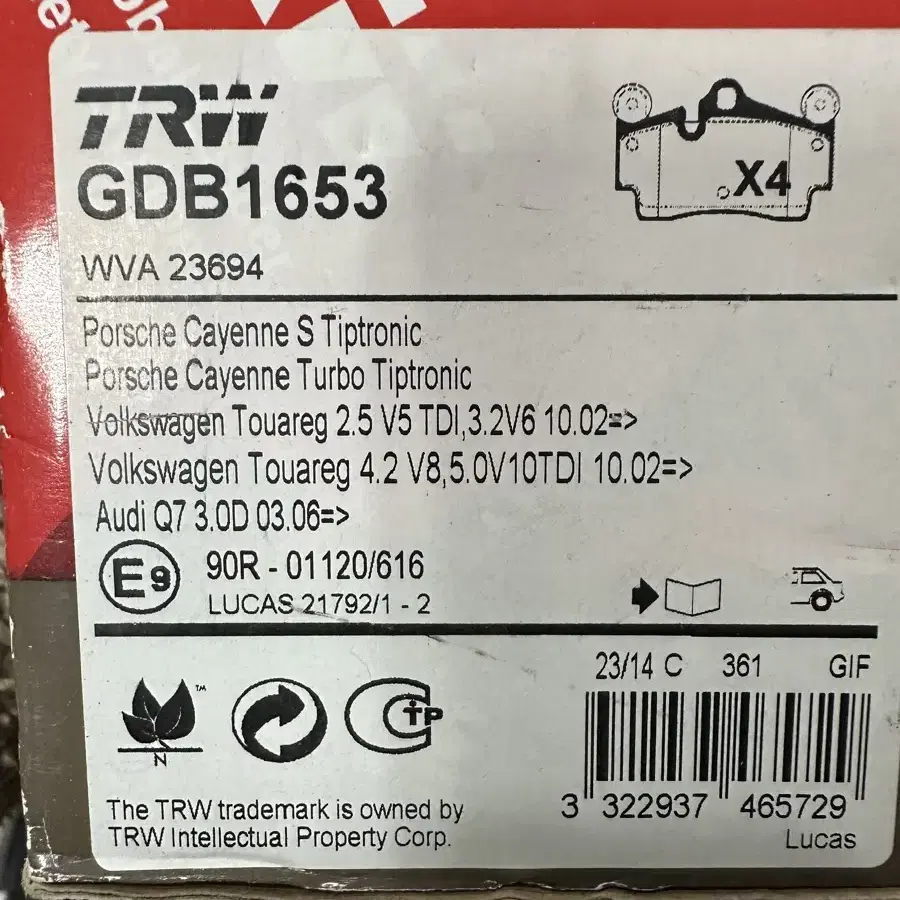 TRW
GDB1653
X4
WVA 23694
Porsche Cayenne S Tiptronic
Porsche Cayenne Turbo Tiptronic
Volkswagen Touareg 2.5 V5 TDI,3.2V6 10.02=>
Volkswagen Touareg 4.2 V8,5.0V10TDI 10.02=>
Audi Q7 3.0D 03.06=>
E9 90R - 01120/616
LUCAS 21792/1 - 2
23/14 C 361 GIF
TM
N
CTP
3 322937 465729
Lucas
The TRW trademark is owned by
TRW Intellectual Property Corp.